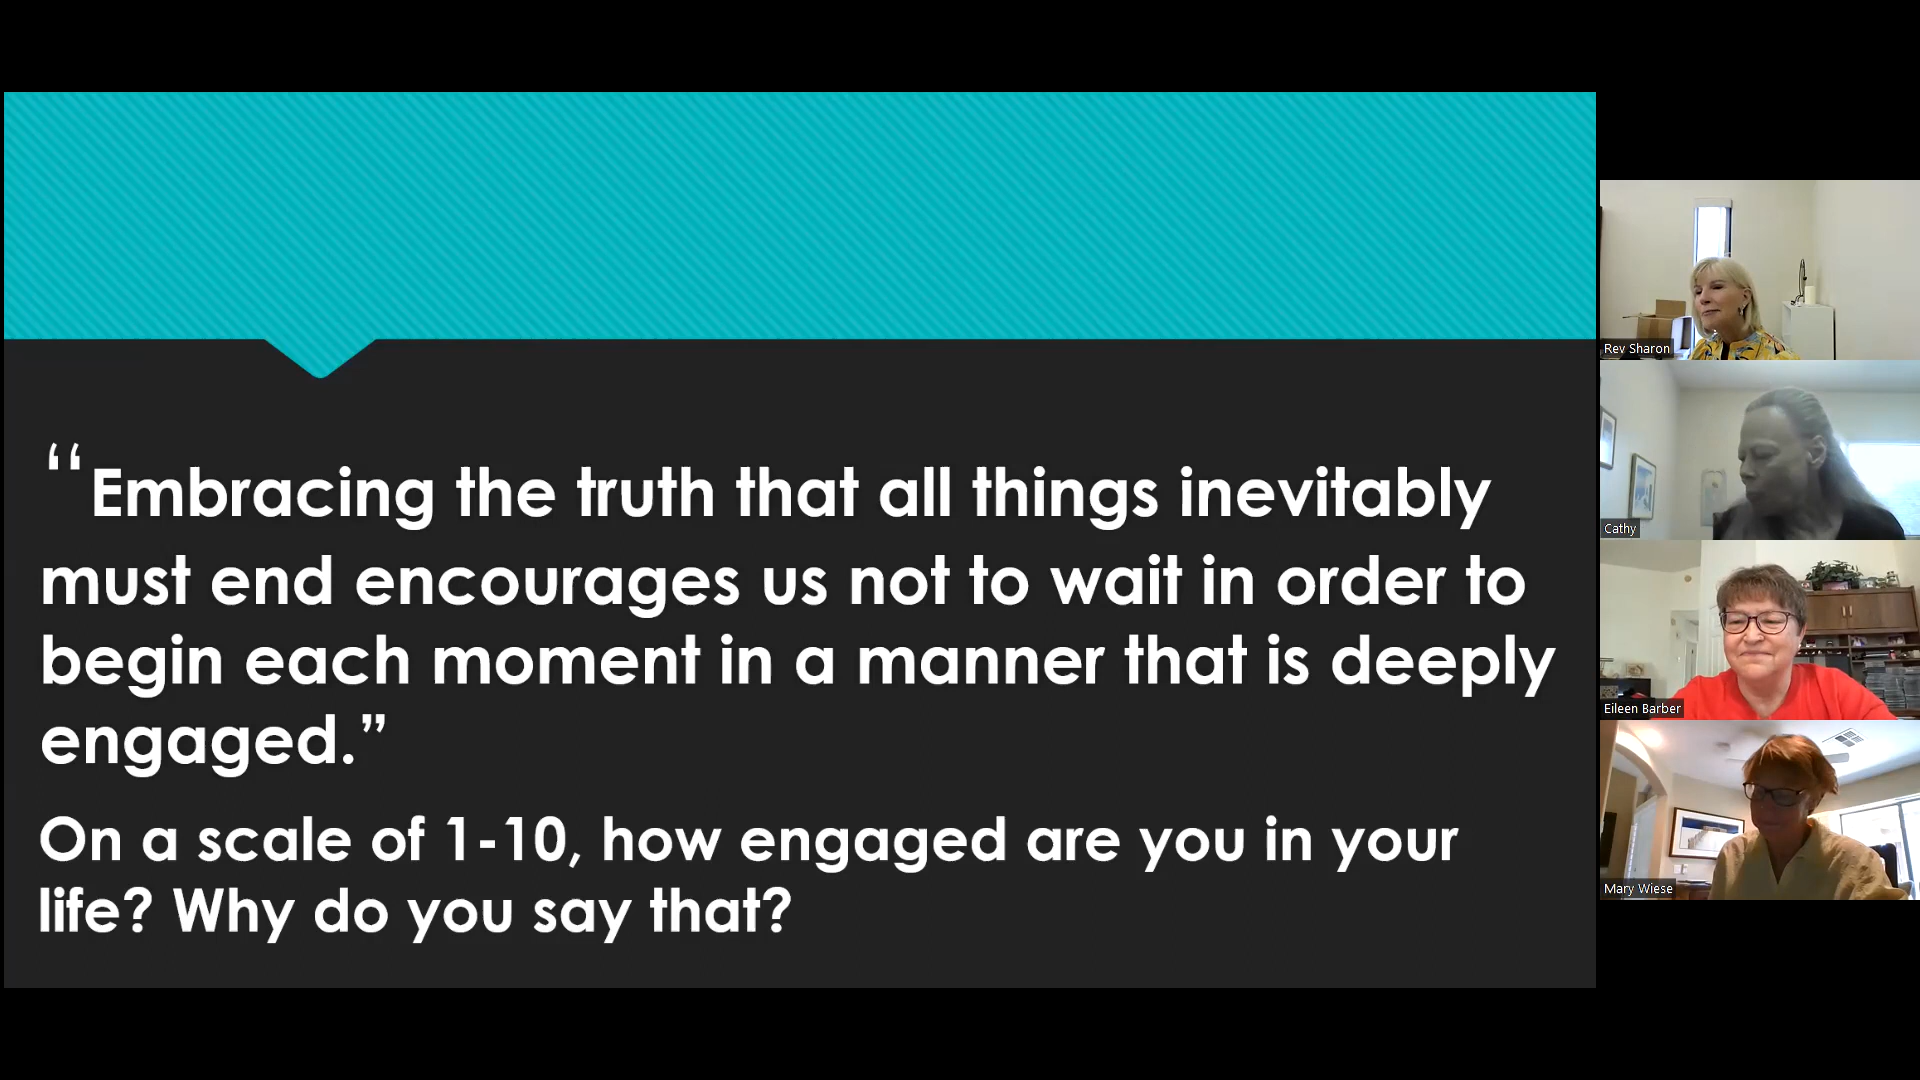 “Embracing the truth that all things inevitably
must end encourages us not to wait in order to
begin each moment in a manner that is deeply
engaged.”
On a scale of 1-10, how engaged are you in your
life? Why do you say that?
Rev Sharon
Cathy
Eileen Barber
Mary Wiese